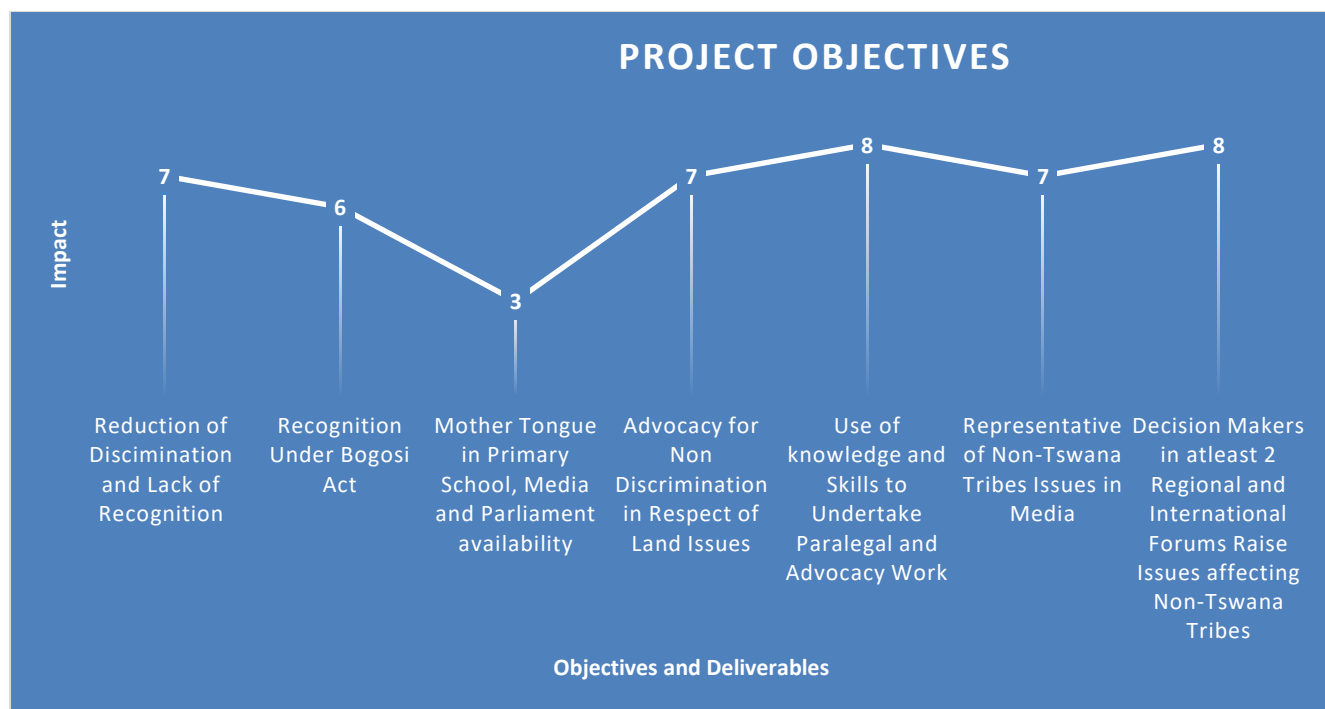 PROJECT OBJECTIVES
7
6
3
7
8
7
8
Impact
Reduction of
Discimination
and Lack of
Recognition
Recognition
Under Bogosi
Act
Mother Tongue
in Primary
School, Media
and Parliament
availability
Advocacy for
Non
Discrimination
in Respect of
Land Issues
Use of
knowledge and
Skills to
Undertake
Paralegal and
Advocacy Work
Representative
of Non-Tswana
Tribes Issues in
Media
Decision Makers
in atleast 2
Regional and
International
Forums Raise
Issues affecting
Non-Tswana
Tribes
Objectives and Deliverables